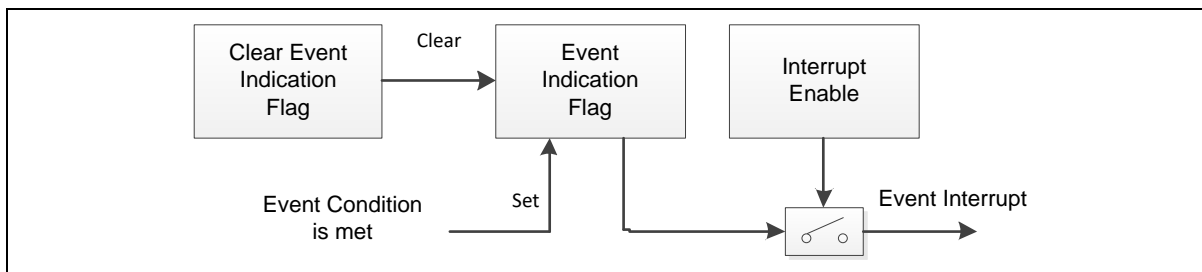 Clear Event
Indication
Flag
Clear
Event
Indication
Flag
Interrupt
Enable
Event Condition
is met
Set
Event Interrupt